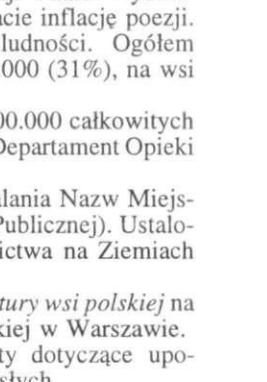 cie inflację poezji.
ludności. Ogółem
000 (31%), na wsi
00.000 całkowitych
Departament Opieki
lania Nazw Miejs-
Publicznej). Ustalo-
ictwa na Ziemiach
tury wsi polskiej na
kiej w Warszawie.
ty dotyczące upo-